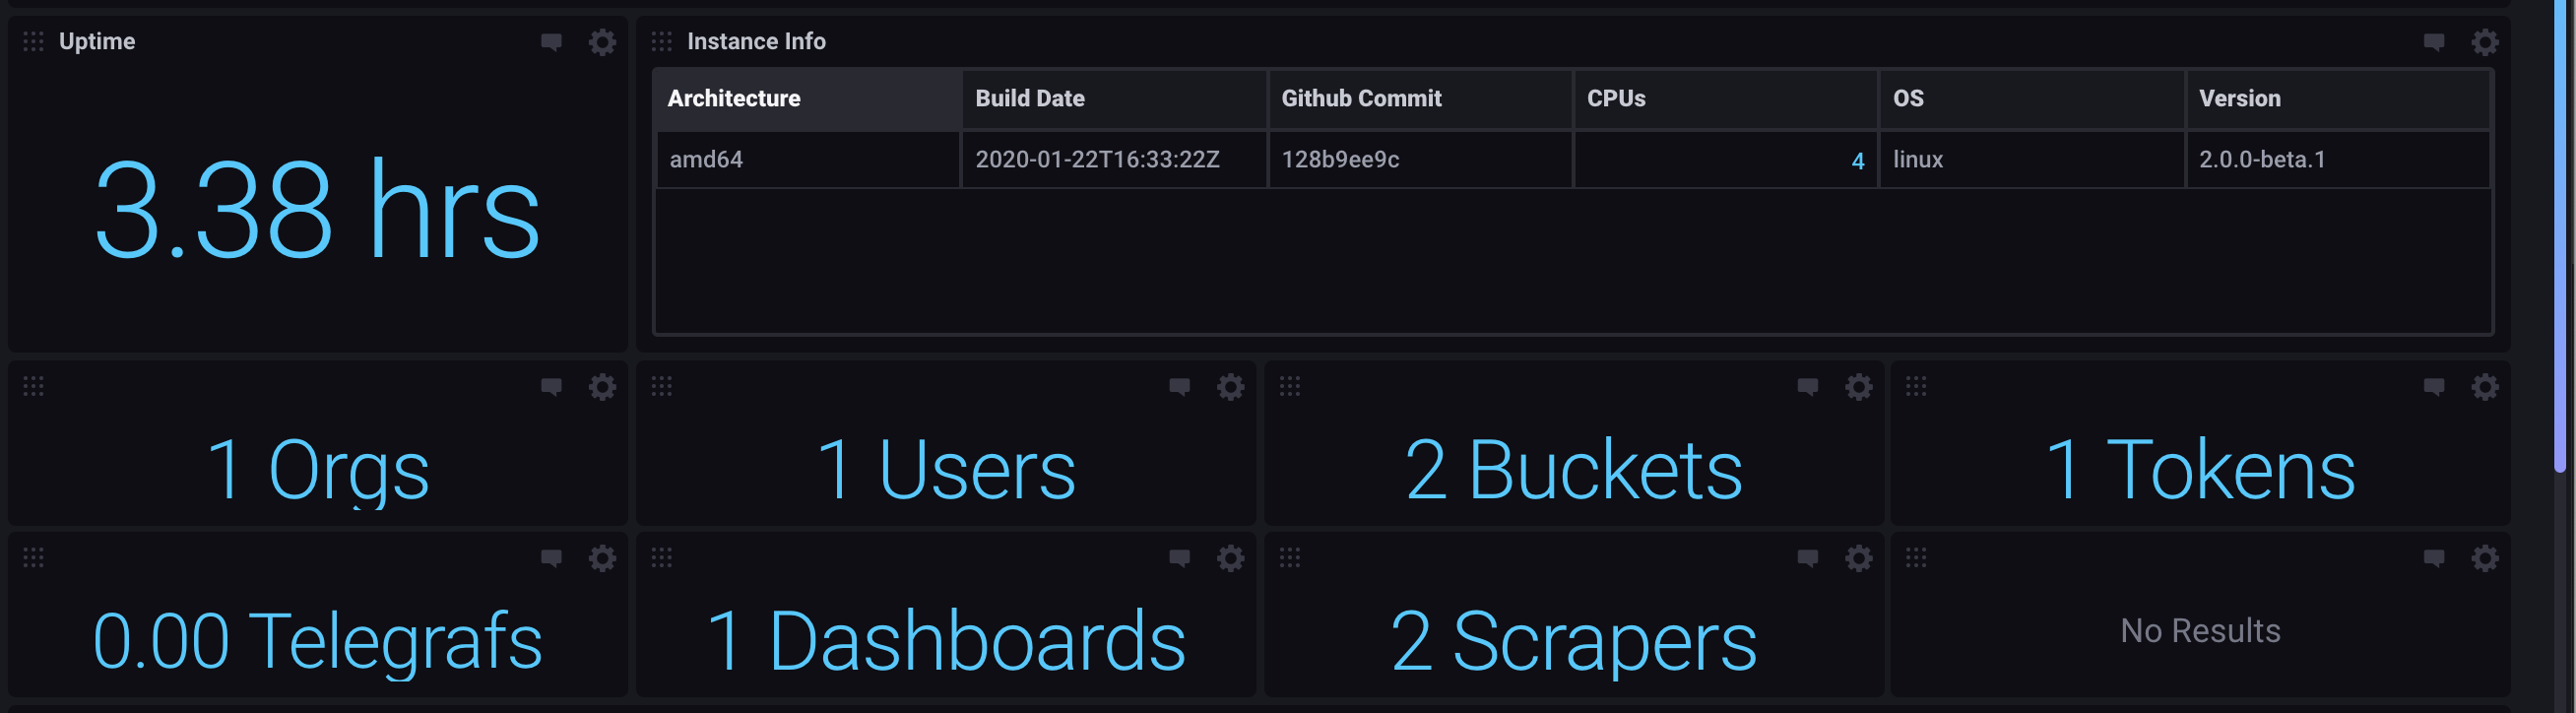 Uptime
3.38 hrs
Instance Info
Architecture Build Date Github Commit CPUs OS Version
amd64 2020-01-22T16:33:22Z 128b9ee9c 4 linux 2.0.0-beta.1
1 Orgs
1 Users
2 Buckets
1 Tokens
0.00 Telegrafs
1 Dashboards
2 Scrapers
No Results